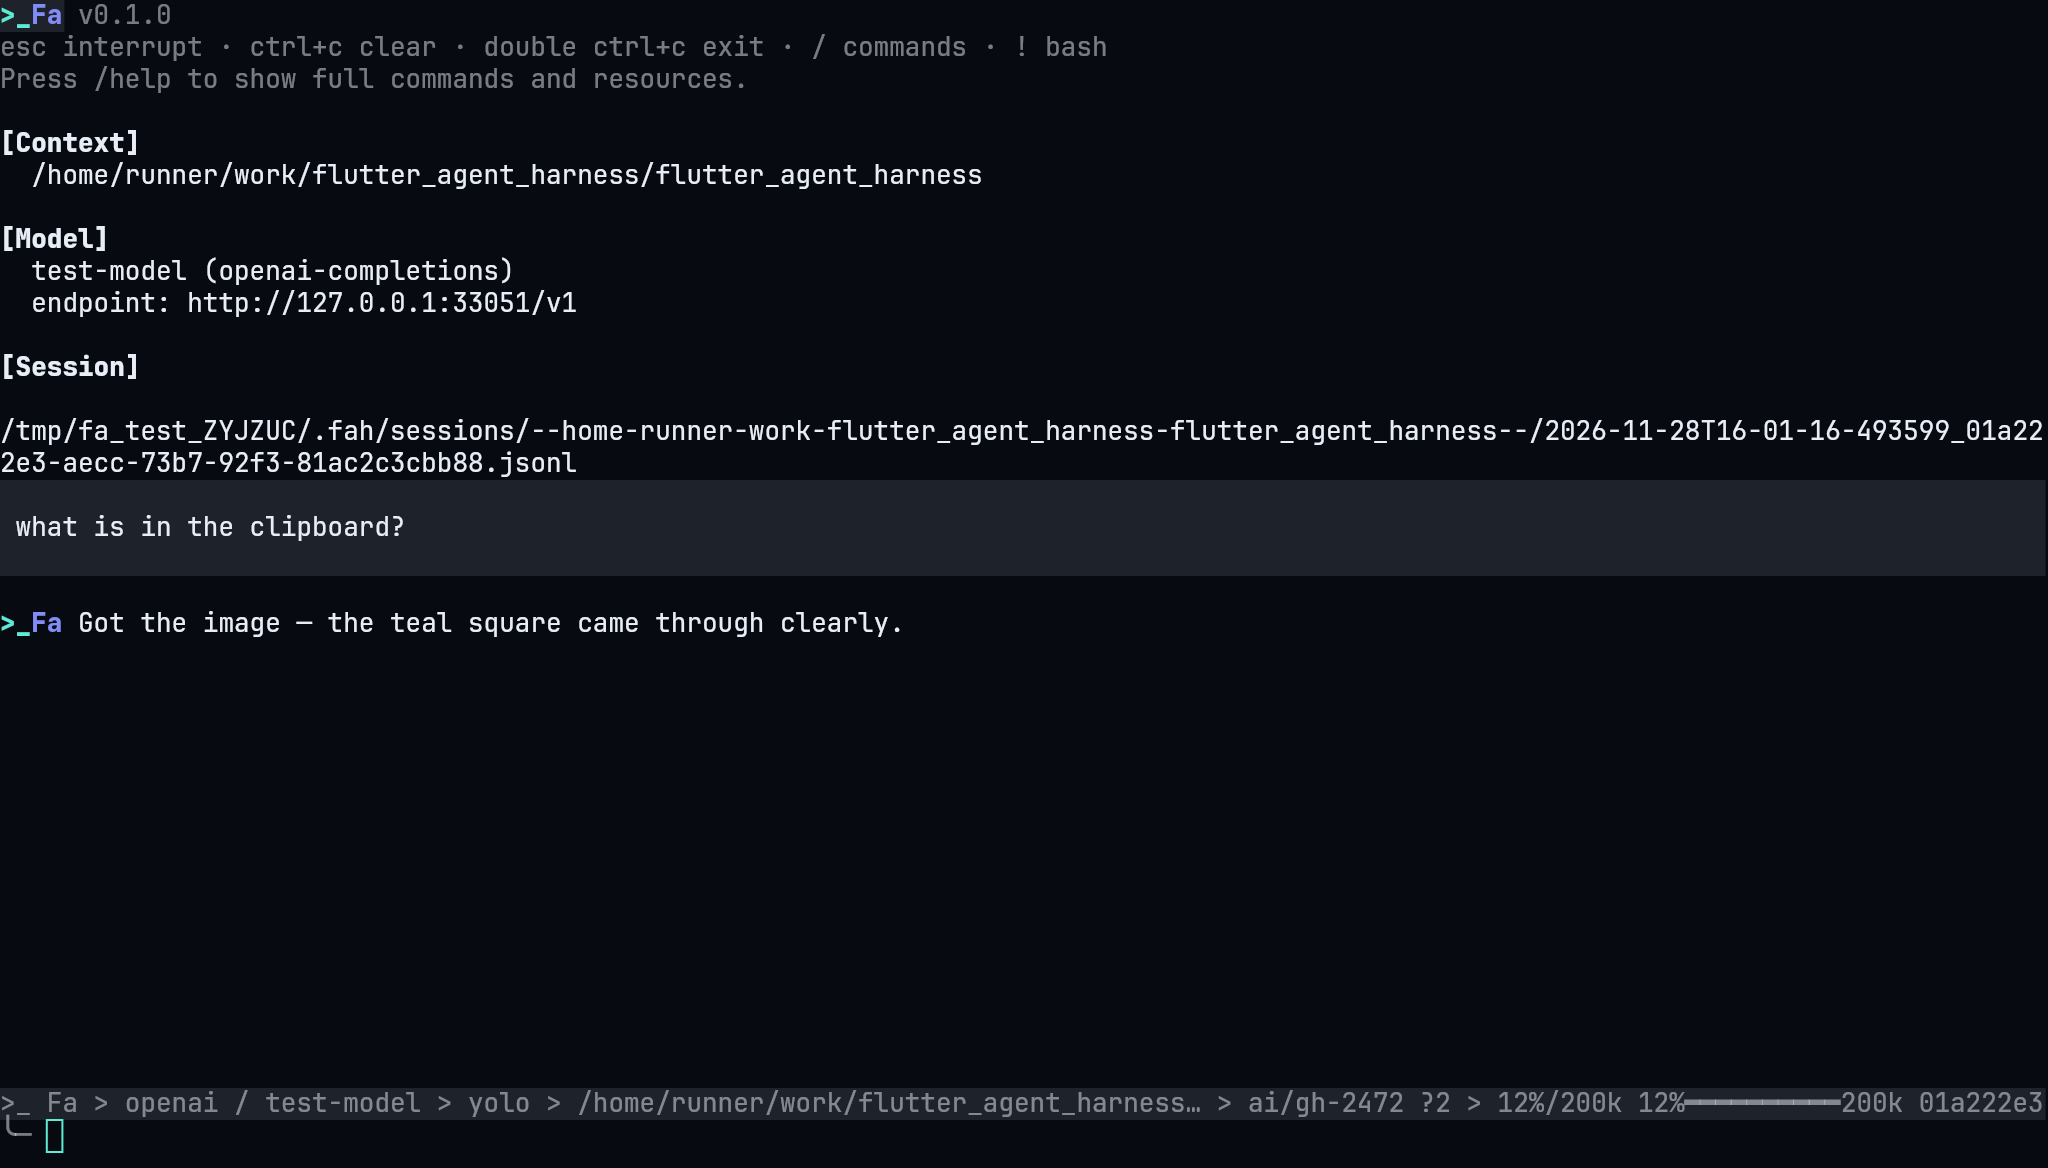 >_Fa v0.1.0
esc interrupt · ctrl+c clear · double ctrl+c exit · / commands · ! bash
Press /help to show full commands and resources.
[Context]
/home/runner/work/flutter_agent_harness/flutter_agent_harness
[Model]
test-model (openai-completions)
endpoint: http://127.0.0.1:33051/v1
[Session]
/tmp/fa_test_ZYJZUC/.fah/sessions/--home-runner-work-flutter_agent_harness-flutter_agent_harness--/2026-11-28T16-01-16-493599_01a22
2e3-aecc-73b7-92f3-81ac2c3cbb88.jsonl
what is in the clipboard?
>_Fa Got the image — the teal square came through clearly.
>_ Fa > openai / test-model > yolo > /home/runner/work/flutter_agent_harness… > ai/gh-2472 ?2 > 12%/200k 12%━━━━━━━━━━200k 01a222e3
╰─